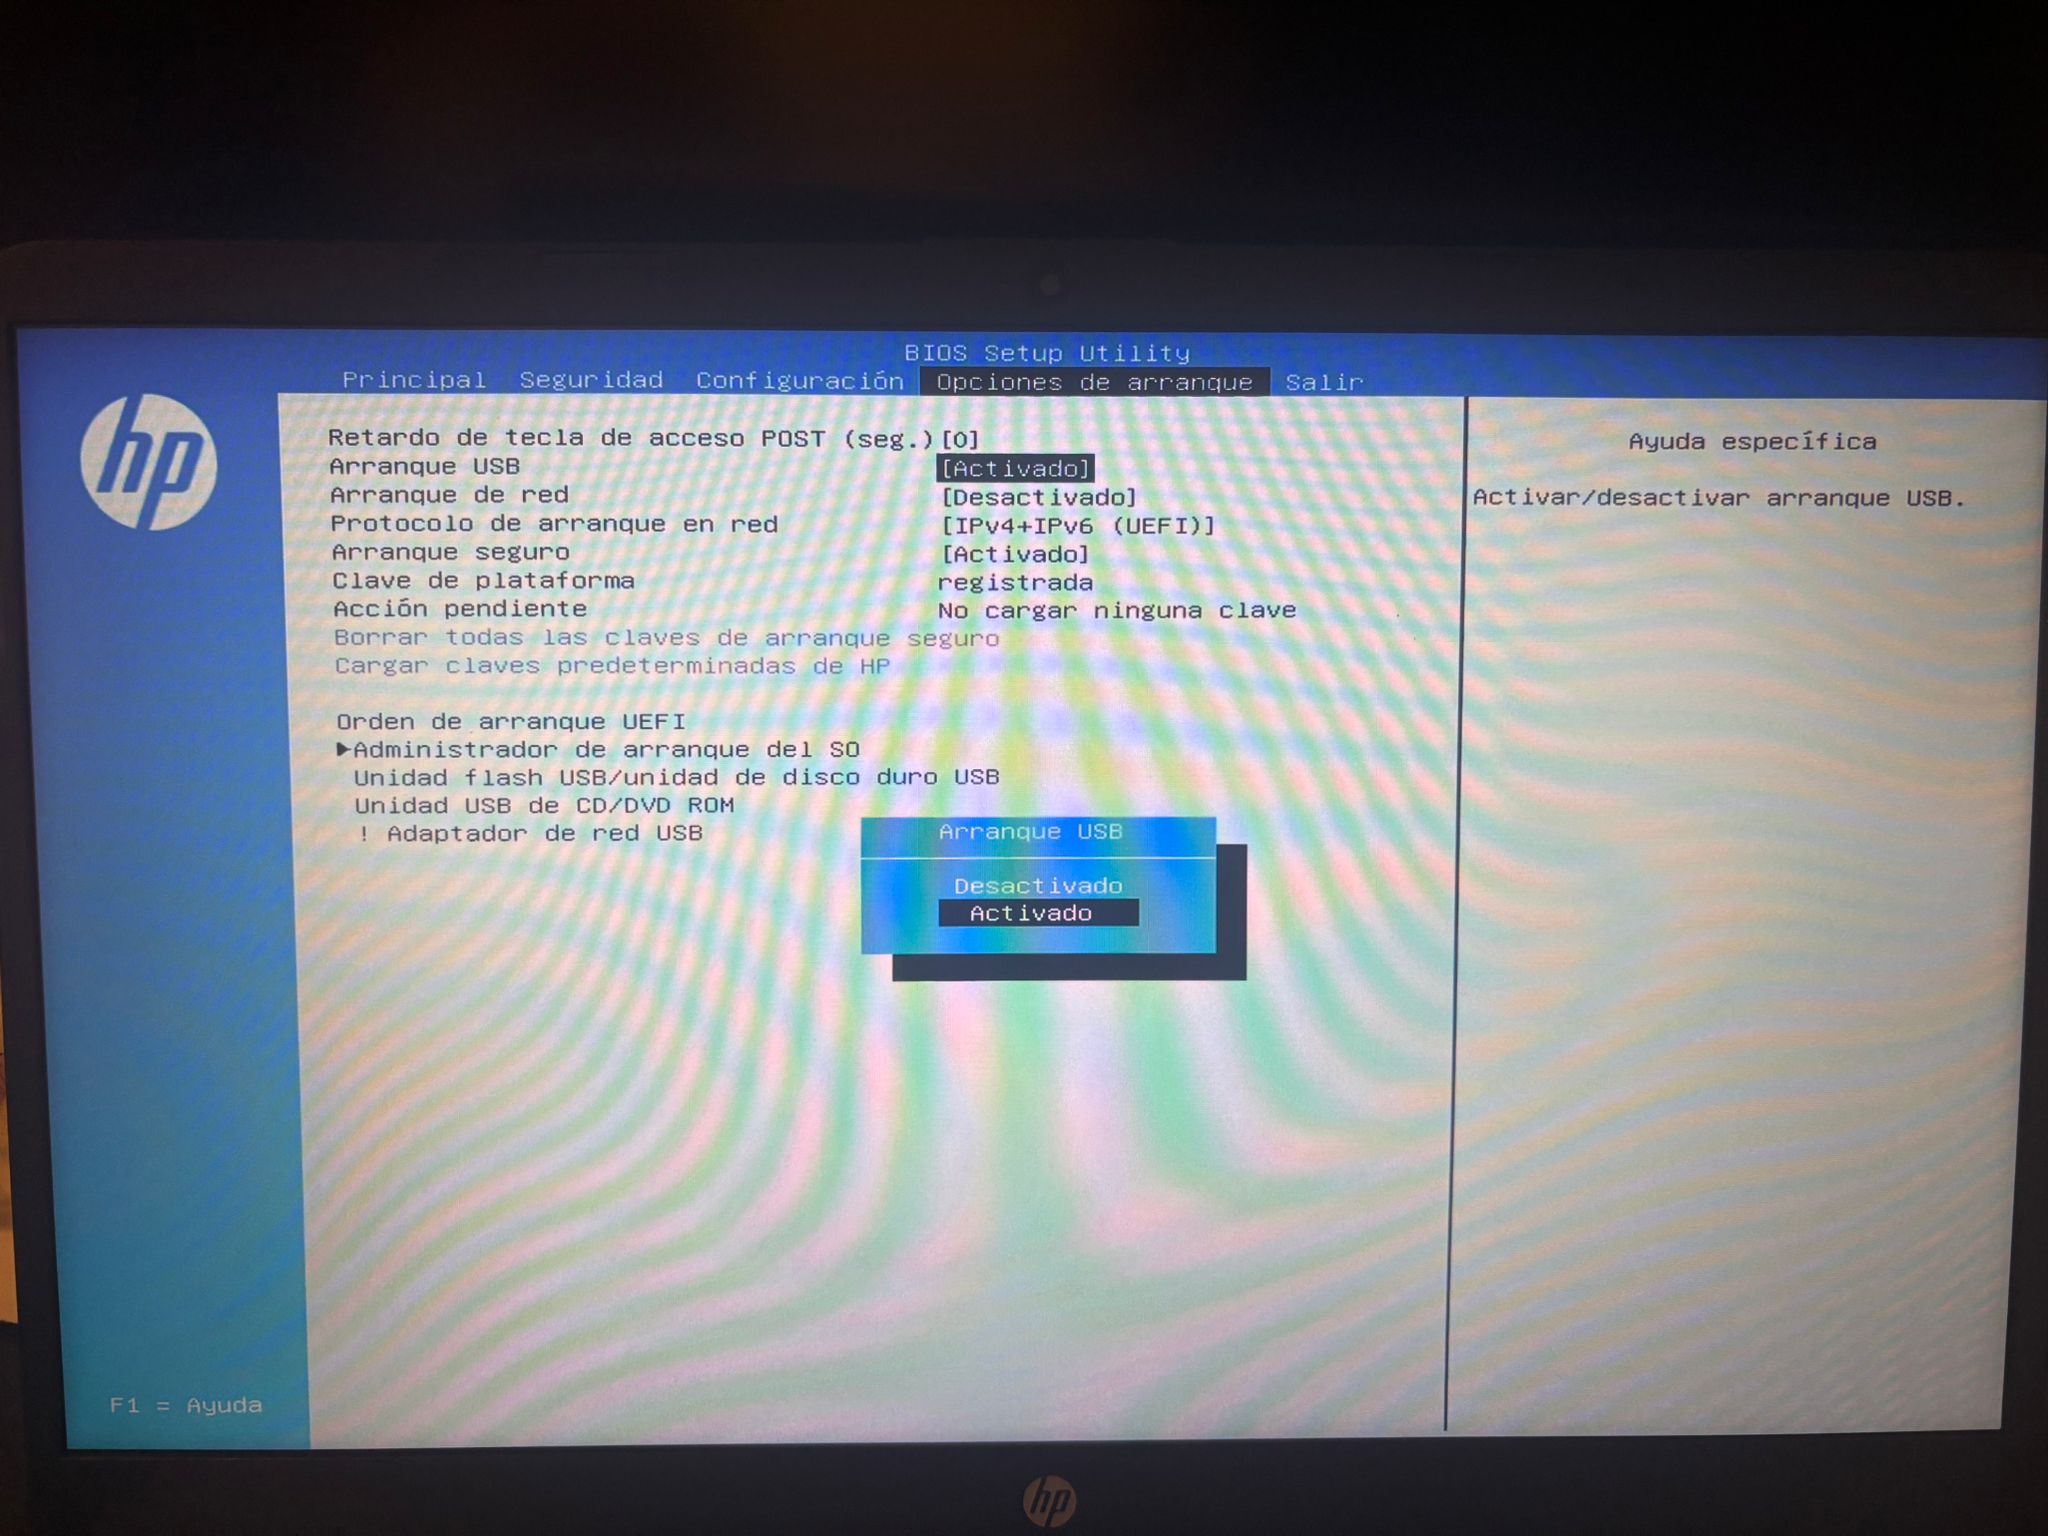 BIOS Setup Utility
Principal Seguridad Configuración Opciones de arranque Salir
hp
Retardo de tecla de acceso POST (seg.) [0]
Arranque USB [Activado]
Arranque de red [Desactivado]
Protocolo de arranque en red [IPv4+IPv6 (UEFI)]
Arranque seguro [Activado]
Clave de plataforma registrada
Acción pendiente No cargar ninguna clave
Borrar todas las claves de arranque seguro
Cargar claves predeterminadas de HP
Orden de arranque UEFI
▶Administrador de arranque del SO
Unidad flash USB/unidad de disco duro USB
Unidad USB de CD/DVD ROM
! Adaptador de red USB
Arranque USB
Desactivado
Activado
Ayuda específica
Activar/desactivar arranque USB.
F1 = Ayuda
hp